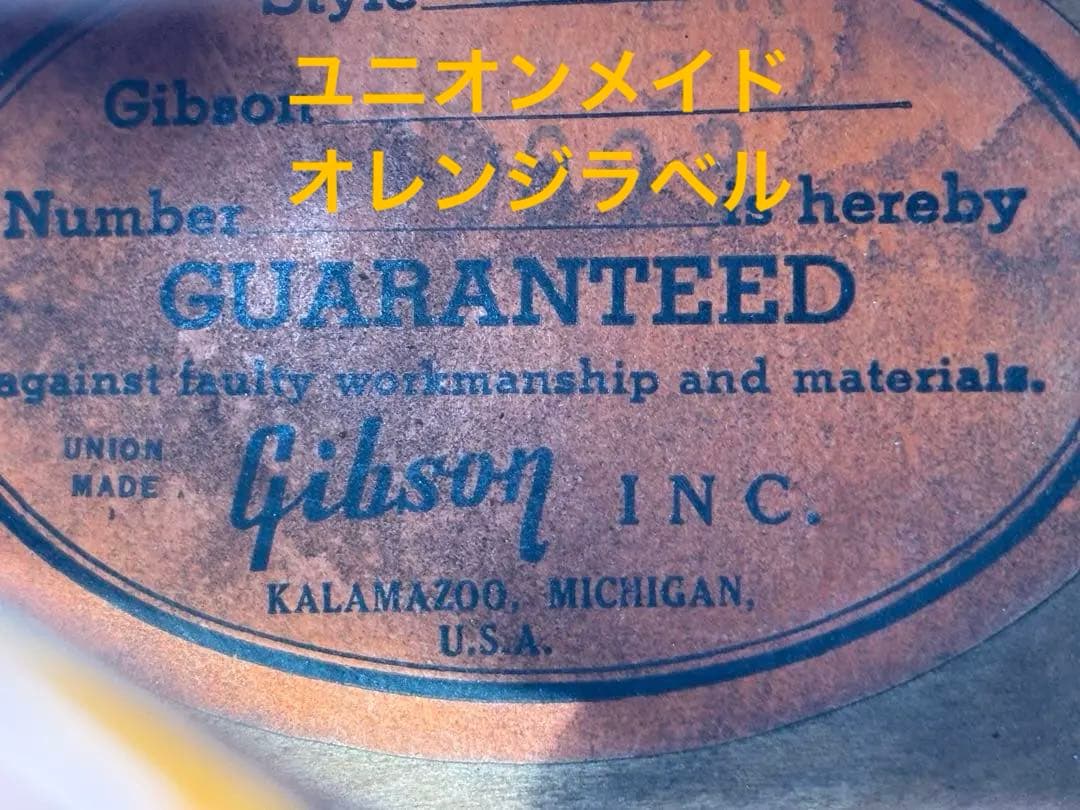 Style
ユニオンメイド
Gibson
オレンジラベル
Number is hereby
GUARANTEED
against faulty workmanship and materials.
UNION
MADE
Gibson INC.
KALAMAZOO, MICHIGAN,
U.S.A.